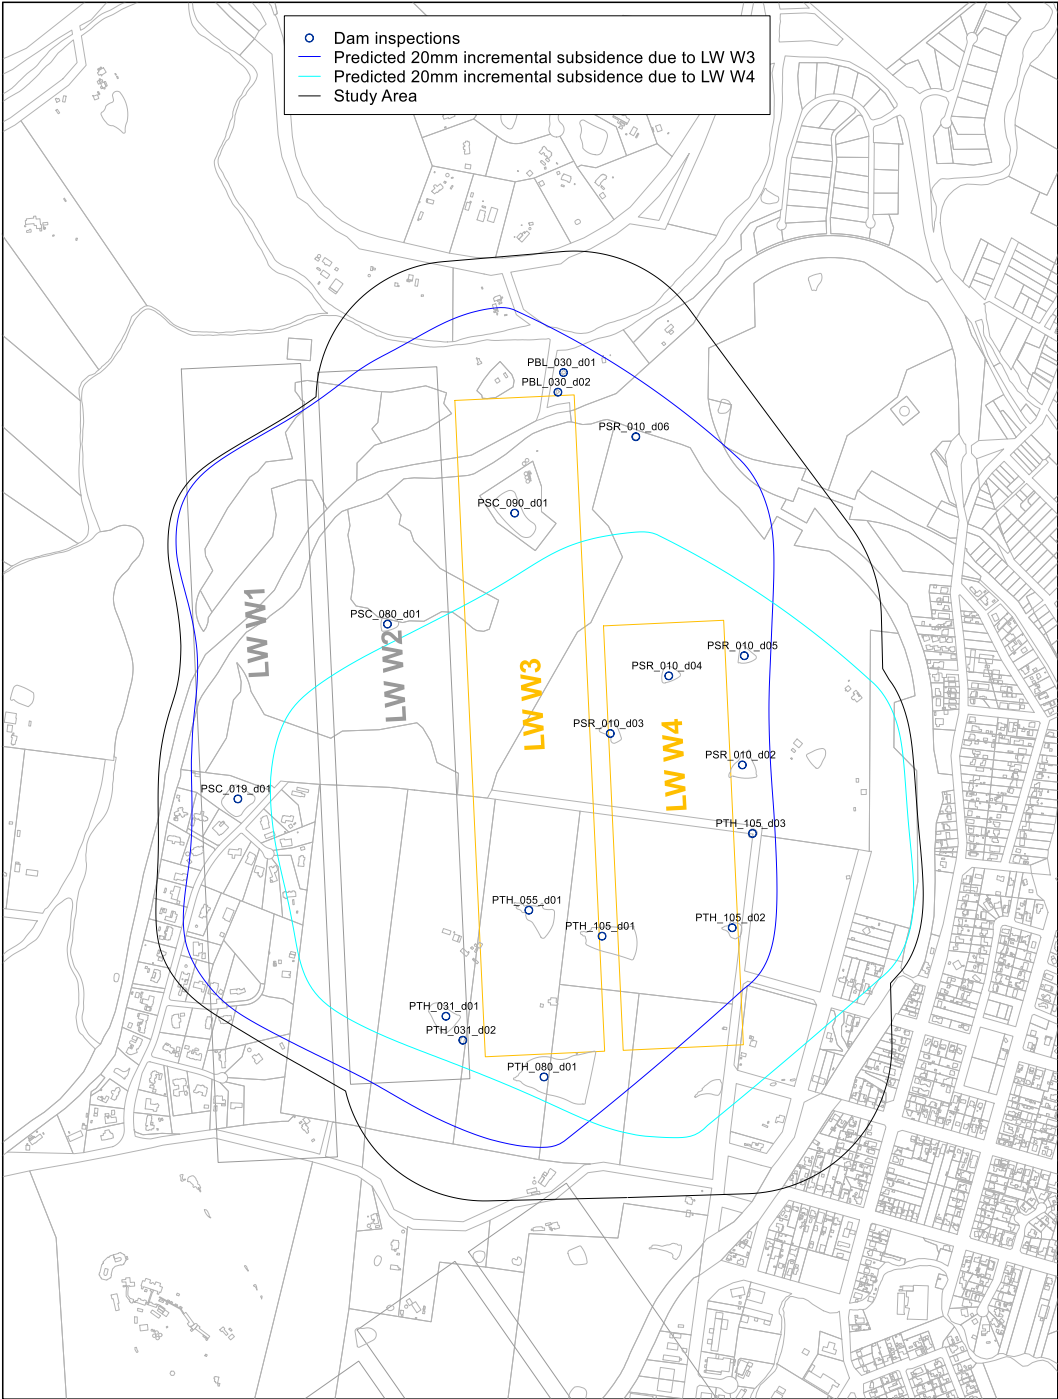 Dam inspections
Predicted 20mm incremental subsidence due to LW W3
Predicted 20mm incremental subsidence due to LW W4
Study Area
PBL_030_d01
PBL_030_d02
PSR_010_d06
PSC_090_d01
PSC_080_d01
LW W1
LW W2
LW W3
LW W4
PSR_010_d05
PSR_010_d04
PSR_010_d03
PSR_010_d02
PSC_019_d01
PTH_105_d03
PTH_055_d01
PTH_105_d02
PTH_105_d01
PTH_031_d01
PTH_031_d02
PTH_080_d01